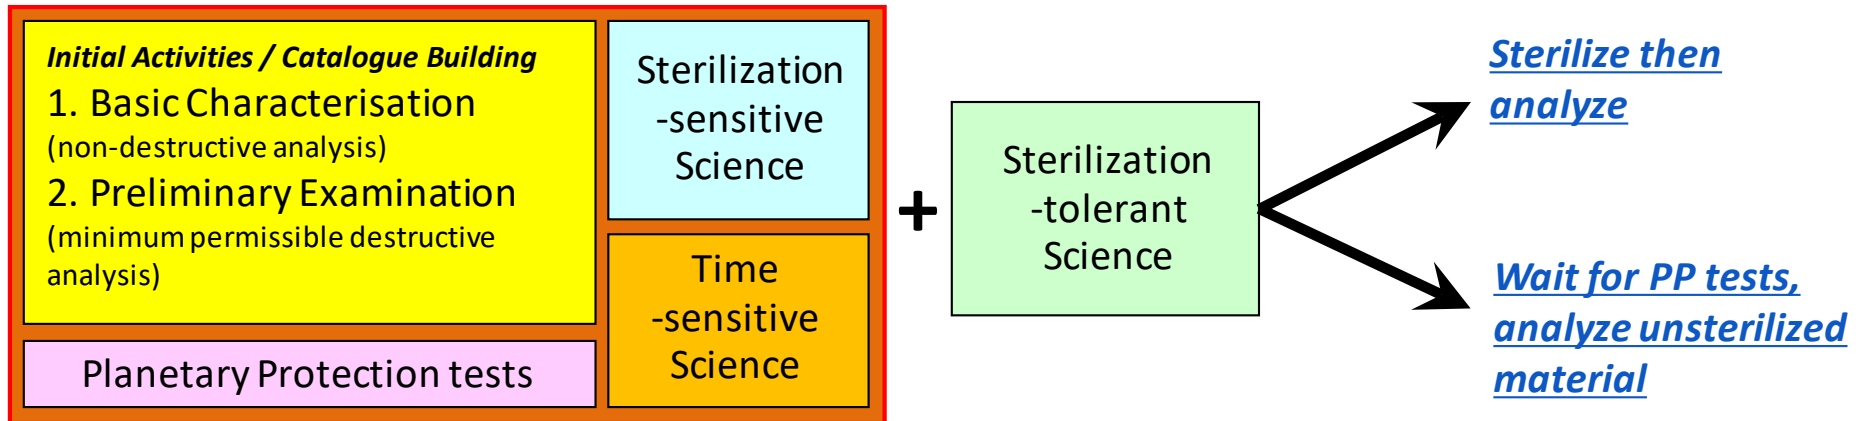 Initial Activities / Catalogue Building
1. Basic Characterisation
(non-destructive analysis)
2. Preliminary Examination
(minimum permissible destructive
analysis)
Planetary Protection tests
Sterilization
-sensitive
Science
Time
-sensitive
Science
+
Sterilization
-tolerant
Science
Sterilize then
analyze
Wait for PP tests,
analyze unsterilized
material